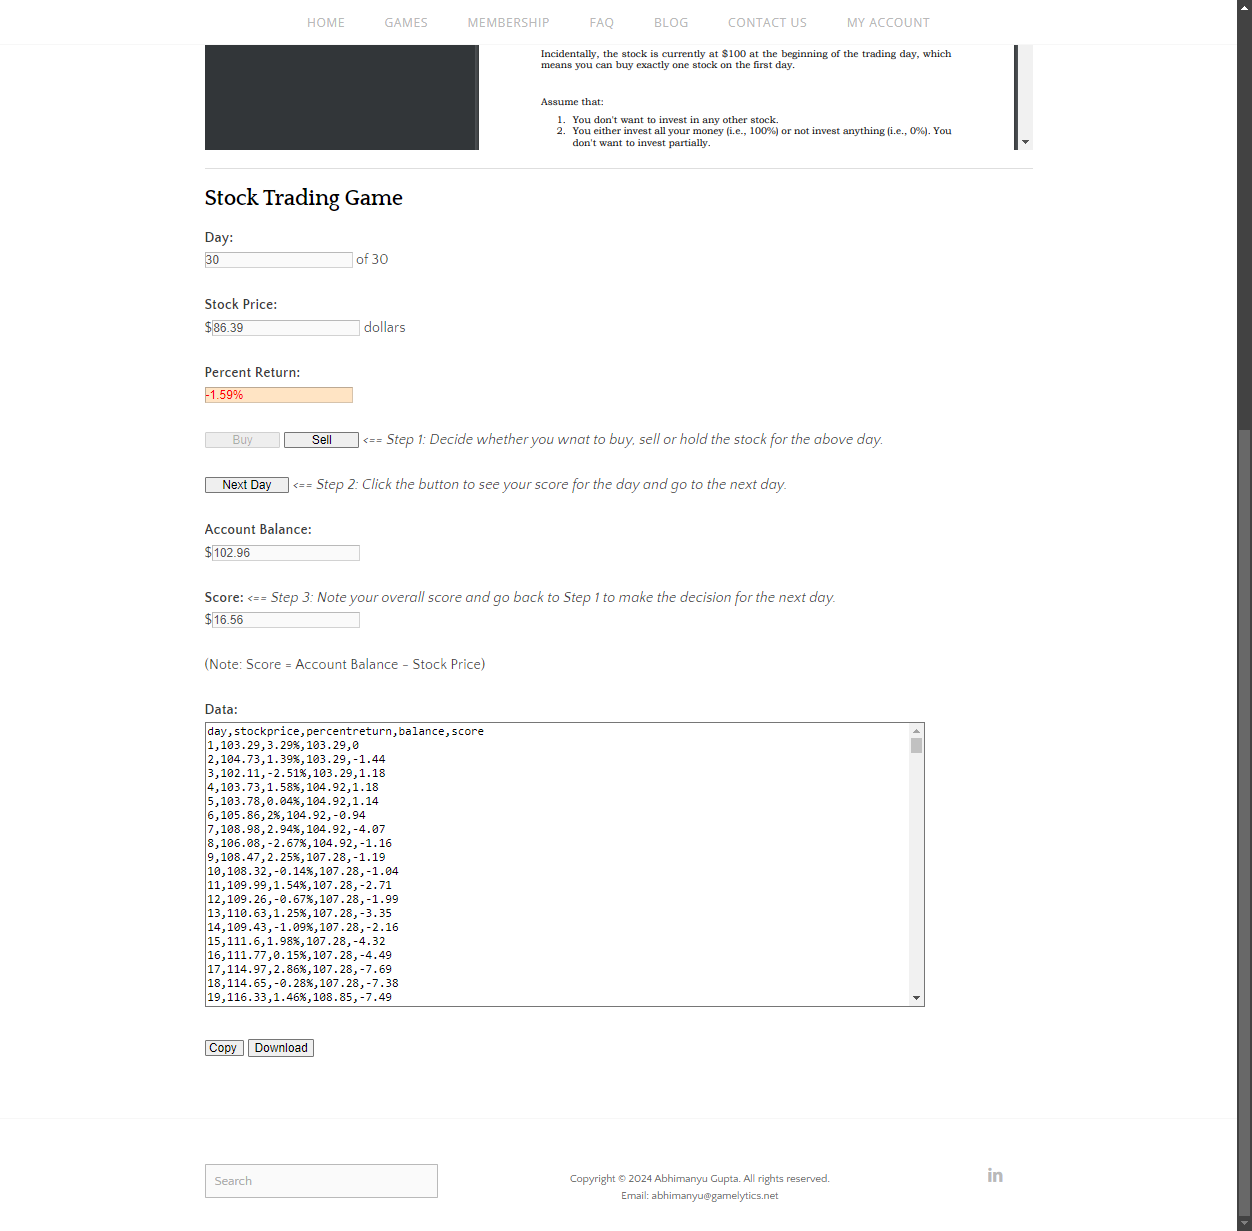 HOME GAMES MEMBERSHIP FAQ BLOG CONTACT US MY ACCOUNT
Incidentally, the stock is currently at $100 at the beginning of the trading day, which
means you can buy exactly one stock on the first day.
Assume that:
1. You don't want to invest in any other stock.
2. You either invest all your money (i.e., 100%) or not invest anything (i.e., 0%). You
don't want to invest partially.
Stock Trading Game
Day:
30 of 30
Stock Price:
$86.39 dollars
Percent Return:
-1.59%
Buy Sell <== Step 1: Decide whether you wnat to buy, sell or hold the stock for the above day.
Next Day <== Step 2: Click the button to see your score for the day and go to the next day.
Account Balance:
$102.96
Score: <== Step 3: Note your overall score and go back to Step 1 to make the decision for the next day.
$16.56
(Note: Score = Account Balance – Stock Price)
Data:
day,stockprice,percentreturn,balance,score
1,103.29,3.29%,103.29,0
2,104.73,1.39%,103.29,-1.44
3,102.11,-2.51%,103.29,1.18
4,103.73,1.58%,104.92,1.18
5,103.78,0.04%,104.92,1.14
6,105.86,2%,104.92,-0.94
7,108.98,2.94%,104.92,-4.07
8,106.08,-2.67%,104.92,-1.16
9,108.47,2.25%,107.28,-1.19
10,108.32,-0.14%,107.28,-1.04
11,109.99,1.54%,107.28,-2.71
12,109.26,-0.67%,107.28,-1.99
13,110.63,1.25%,107.28,-3.35
14,109.43,-1.09%,107.28,-2.16
15,111.6,1.98%,107.28,-4.32
16,111.77,0.15%,107.28,-4.49
17,114.97,2.86%,107.28,-7.69
18,114.65,-0.28%,107.28,-7.38
19,116.33,1.46%,108.85,-7.49
Copy Download
Search
Copyright © 2024 Abhimanyu Gupta. All rights reserved.
Email: abhimanyu@gamelytics.net
in